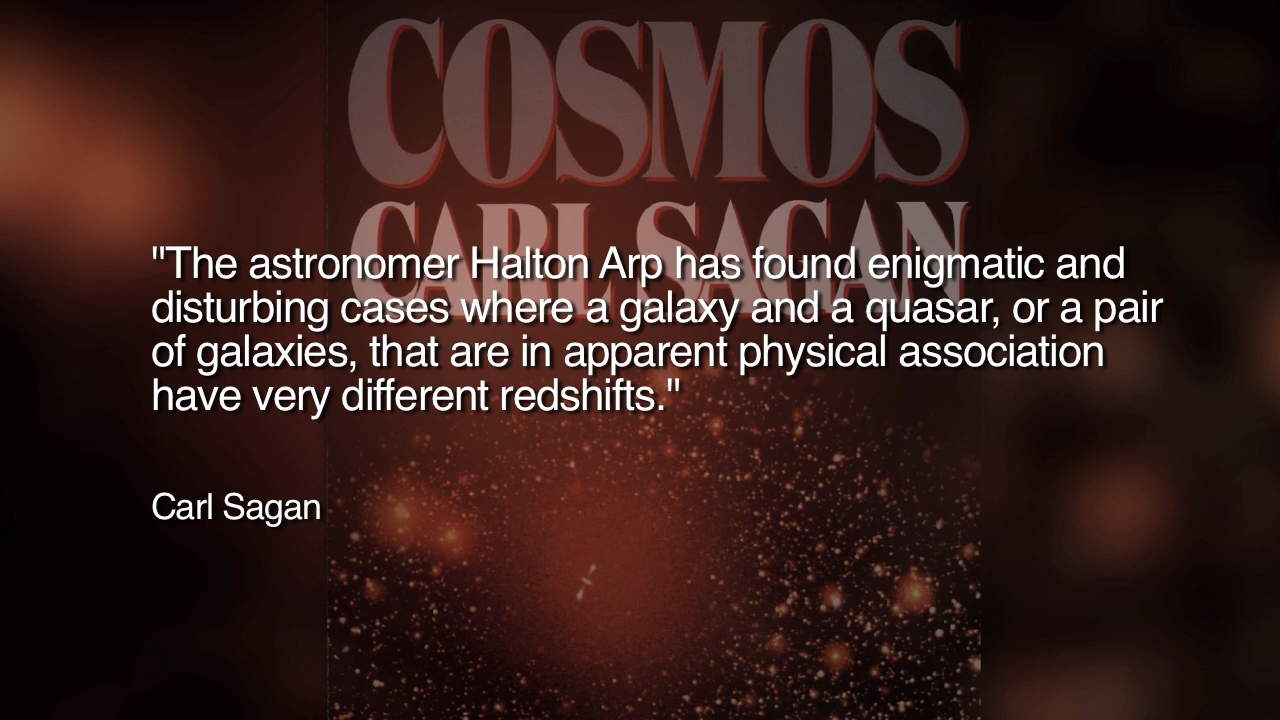 COSMOS
CARL SAGAN
"The astronomer Halton Arp has found enigmatic and
disturbing cases where a galaxy and a quasar, or a pair
of galaxies, that are in apparent physical association
have very different redshifts."
Carl Sagan